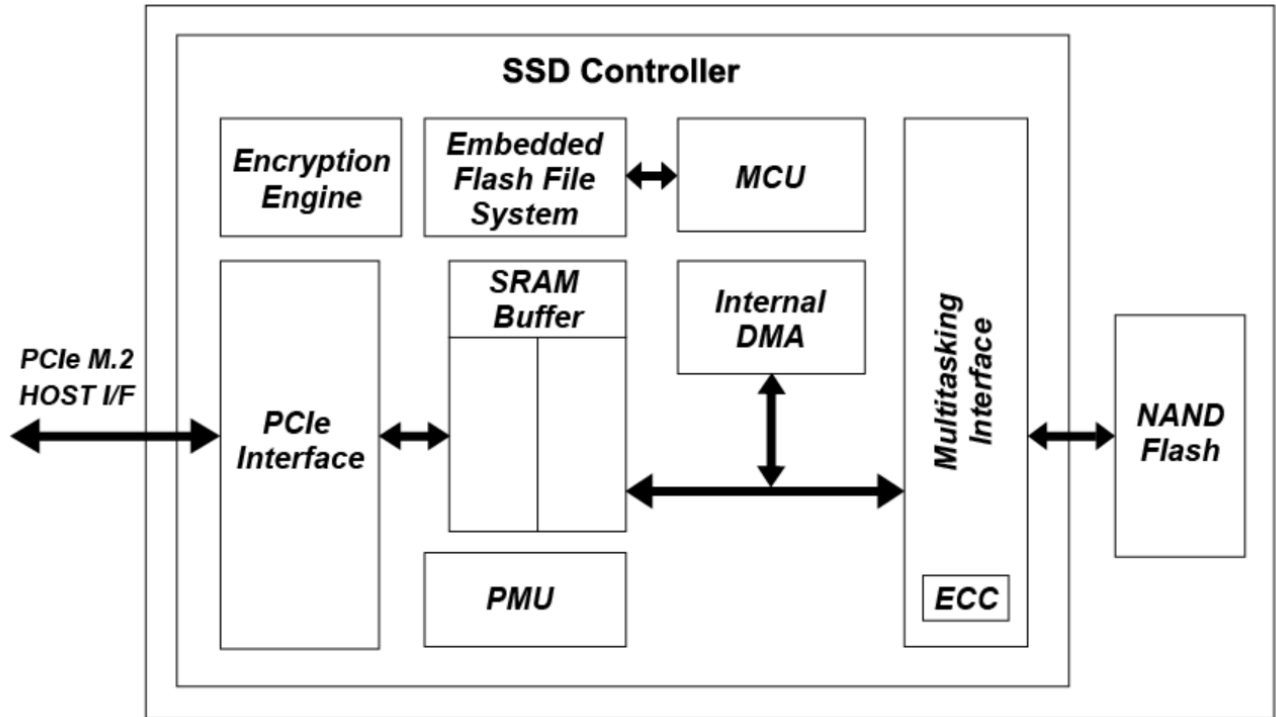 SSD Controller
Encryption
Engine
Embedded
Flash File
System
MCU
SRAM
Buffer
Internal
DMA
Multitasking
Interface
PCIe M.2
HOST I/F
PCIe
Interface
NAND
Flash
PMU
ECC